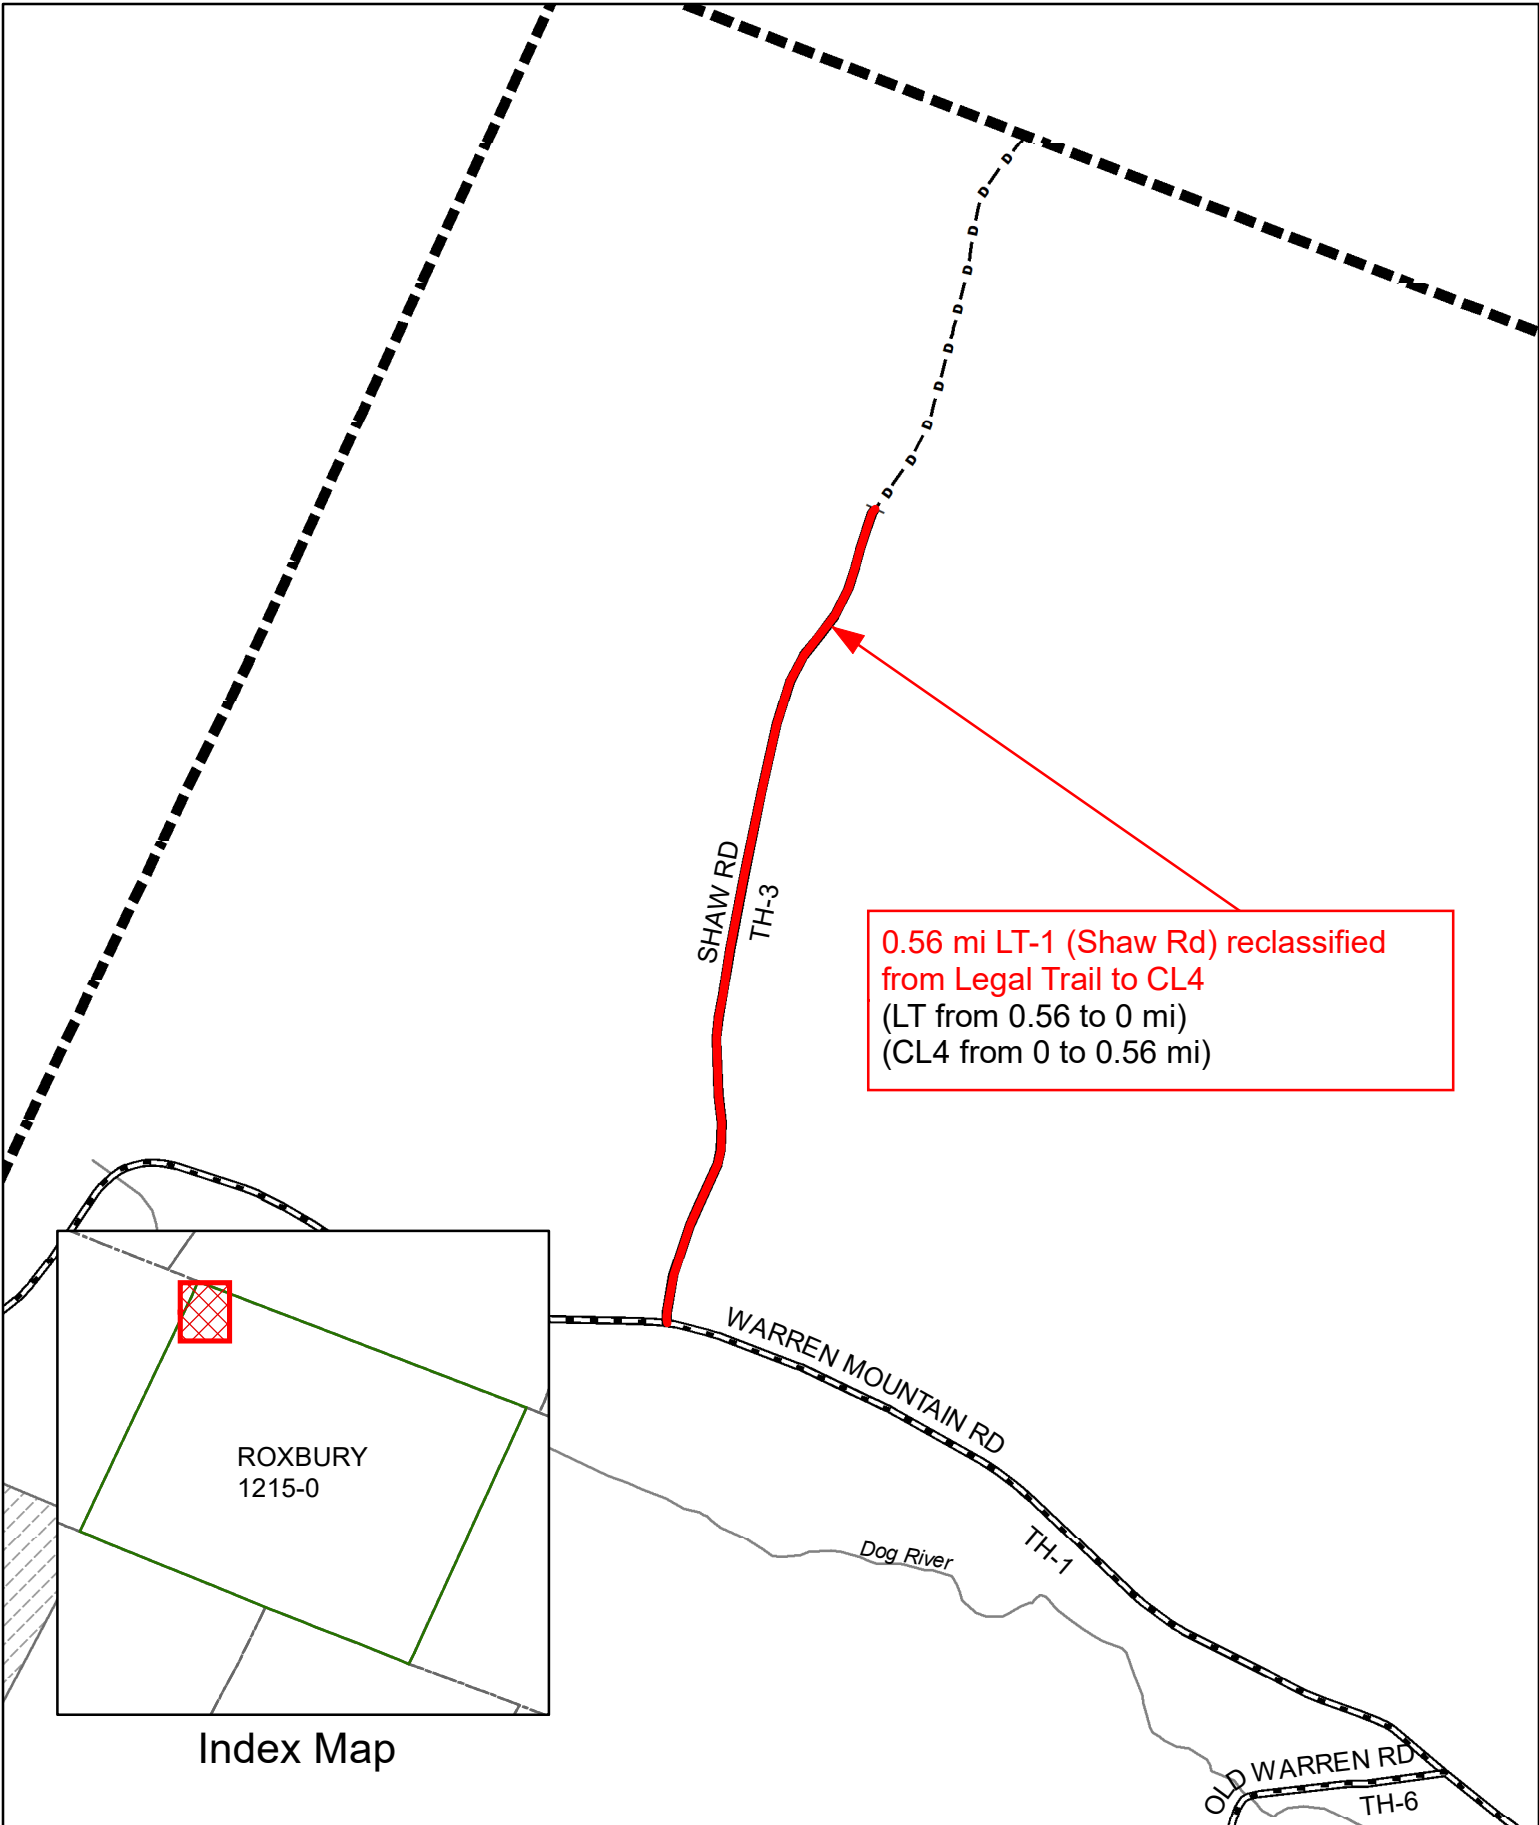 D
D
D
D
D
D
D
D
D
D
D
SHAW RD
TH-3
0.56 mi LT-1 (Shaw Rd) reclassified
from Legal Trail to CL4
(LT from 0.56 to 0 mi)
(CL4 from 0 to 0.56 mi)
WARREN MOUNTAIN RD
TH-1
ROXBURY
1215-0
Dog River
Index Map
OLD WARREN RD
TH-6